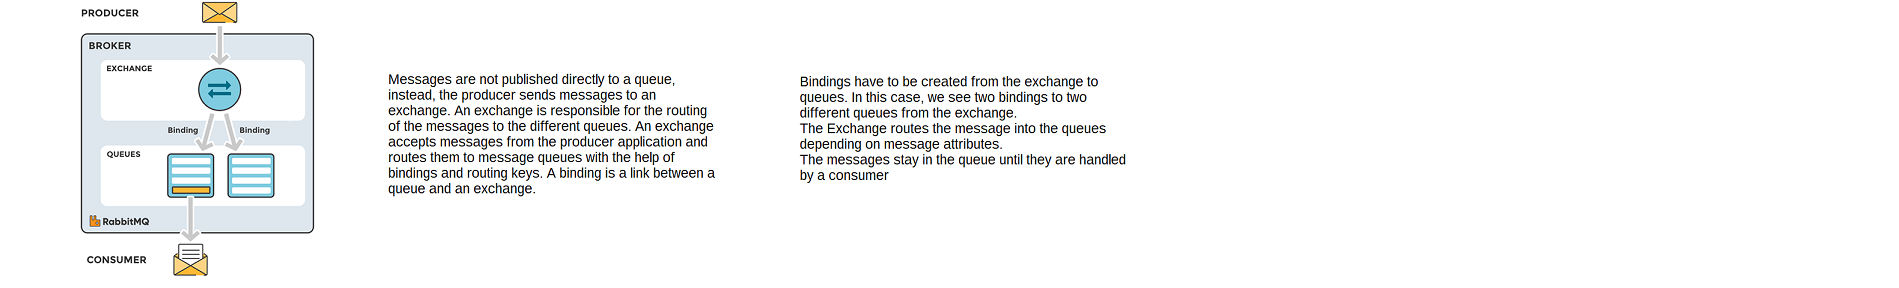 PRODUCER
BROKER
EXCHANGE
Binding Binding
QUEUES
RabbitMQ
CONSUMER
Messages are not published directly to a queue,
instead, the producer sends messages to an
exchange. An exchange is responsible for the routing
of the messages to the different queues. An exchange
accepts messages from the producer application and
routes them to message queues with the help of
bindings and routing keys. A binding is a link between a
queue and an exchange.
Bindings have to be created from the exchange to
queues. In this case, we see two bindings to two
different queues from the exchange.
The Exchange routes the message into the queues
depending on message attributes.
The messages stay in the queue until they are handled
by a consumer